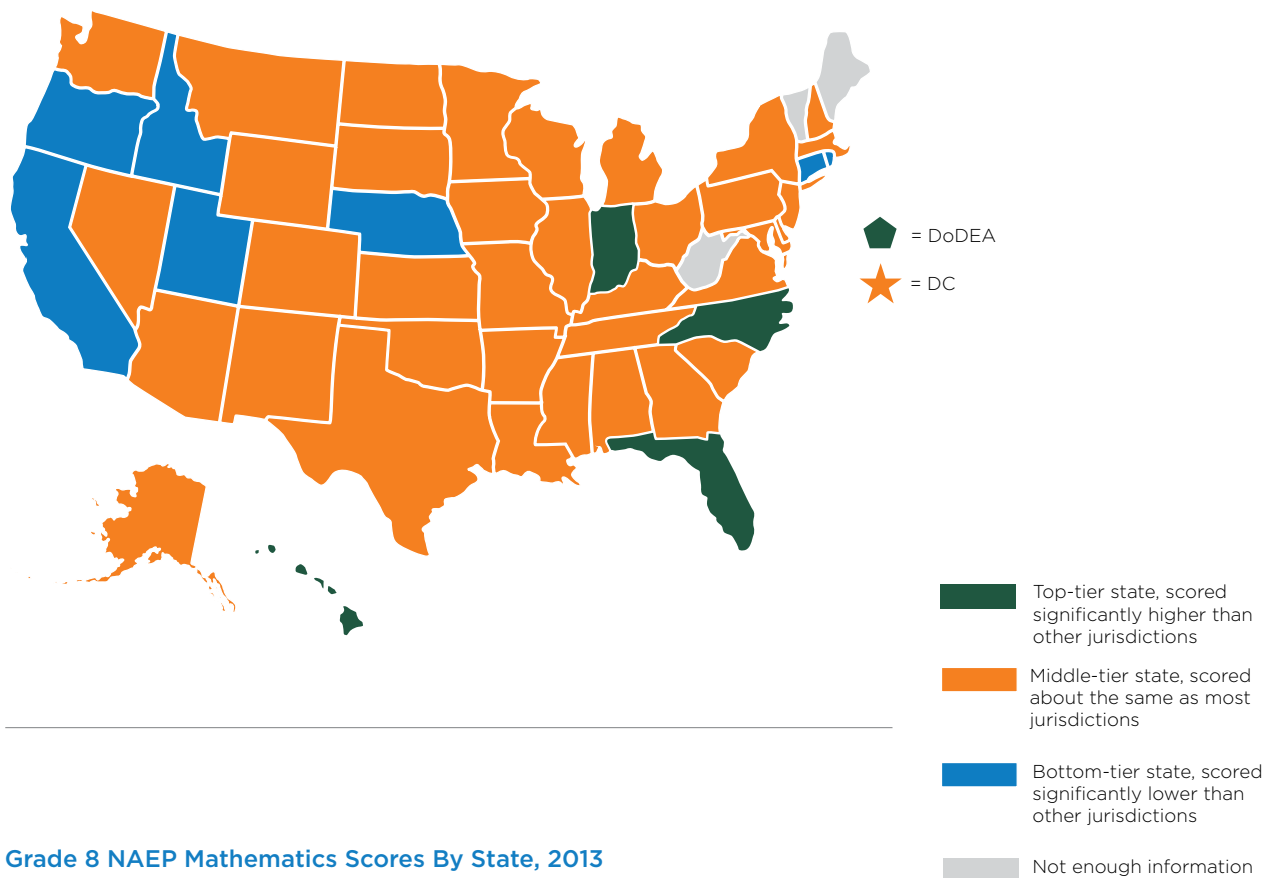 = DoDEA
= DC
Top-tier state, scored
significantly higher than
other jurisdictions
Middle-tier state, scored
about the same as most
jurisdictions
Bottom-tier state, scored
significantly lower than
other jurisdictions
Not enough information
Grade 8 NAEP Mathematics Scores By State, 2013